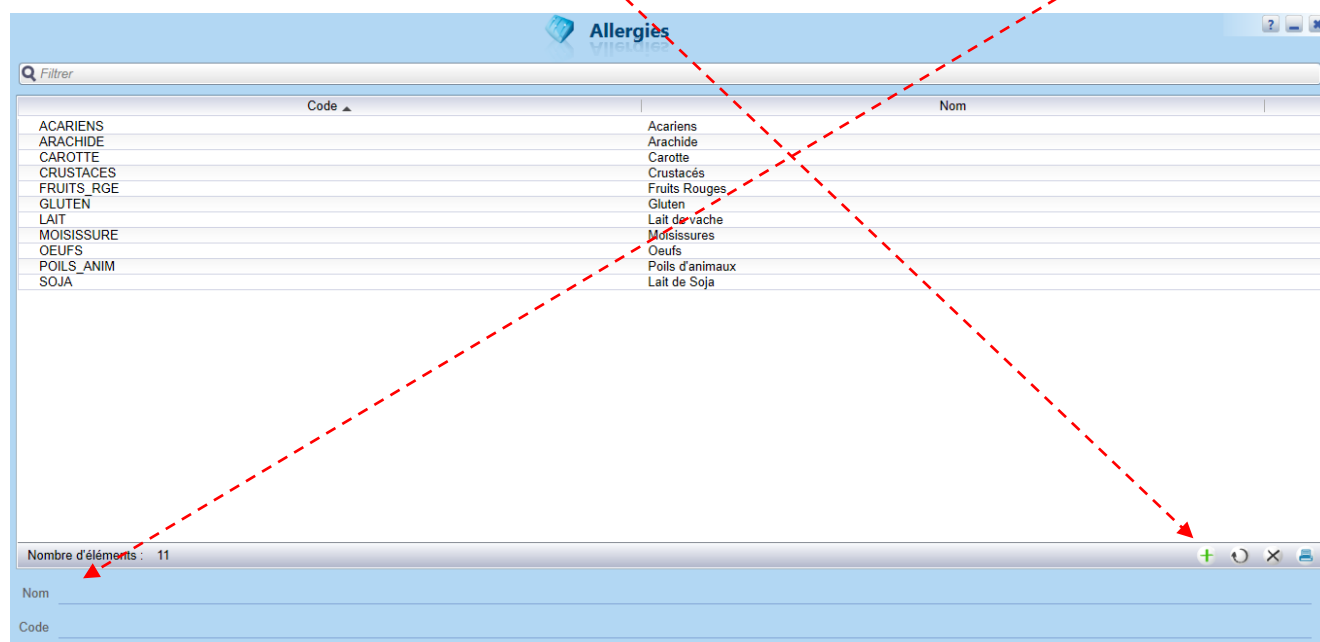 Allergies
?
Filtrer
Code Nom
ACARIENS Acariens
ARACHIDE Arachide
CAROTTE Carotte
CRUSTACES Crustacés
FRUITS_RGE Fruits Rouges
GLUTEN Gluten
LAIT Lait de vache
MOISISSURE Moisissures
OEUFS Oeufs
POILS_ANIM Poils d'animaux
SOJA Lait de Soja
Nombre d'éléments : 11
Nom
Code